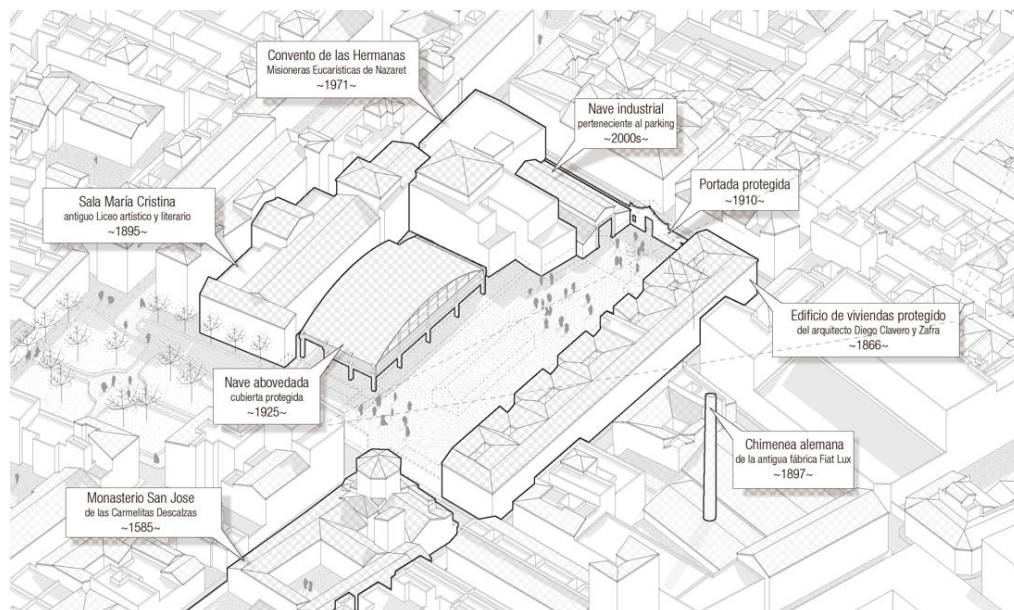 Convento de las Hermanas
Misioneras Eucarísticas de Nazaret
~1971~
Nave industrial
perteneciente al parking
~2000s~
Portada protegida
~1910~
Sala María Cristina
antiguo Liceo artístico y literario
~1895~
Edificio de viviendas protegido
del arquitecto Diego Clavero y Zafra
~1866~
Nave abovedada
cubierta protegida
~1925~
Chimenea alemana
de la antigua fábrica Fiat Lux
~1897~
Monasterio San Jose
de las Carmelitas Descalzas
~1585~